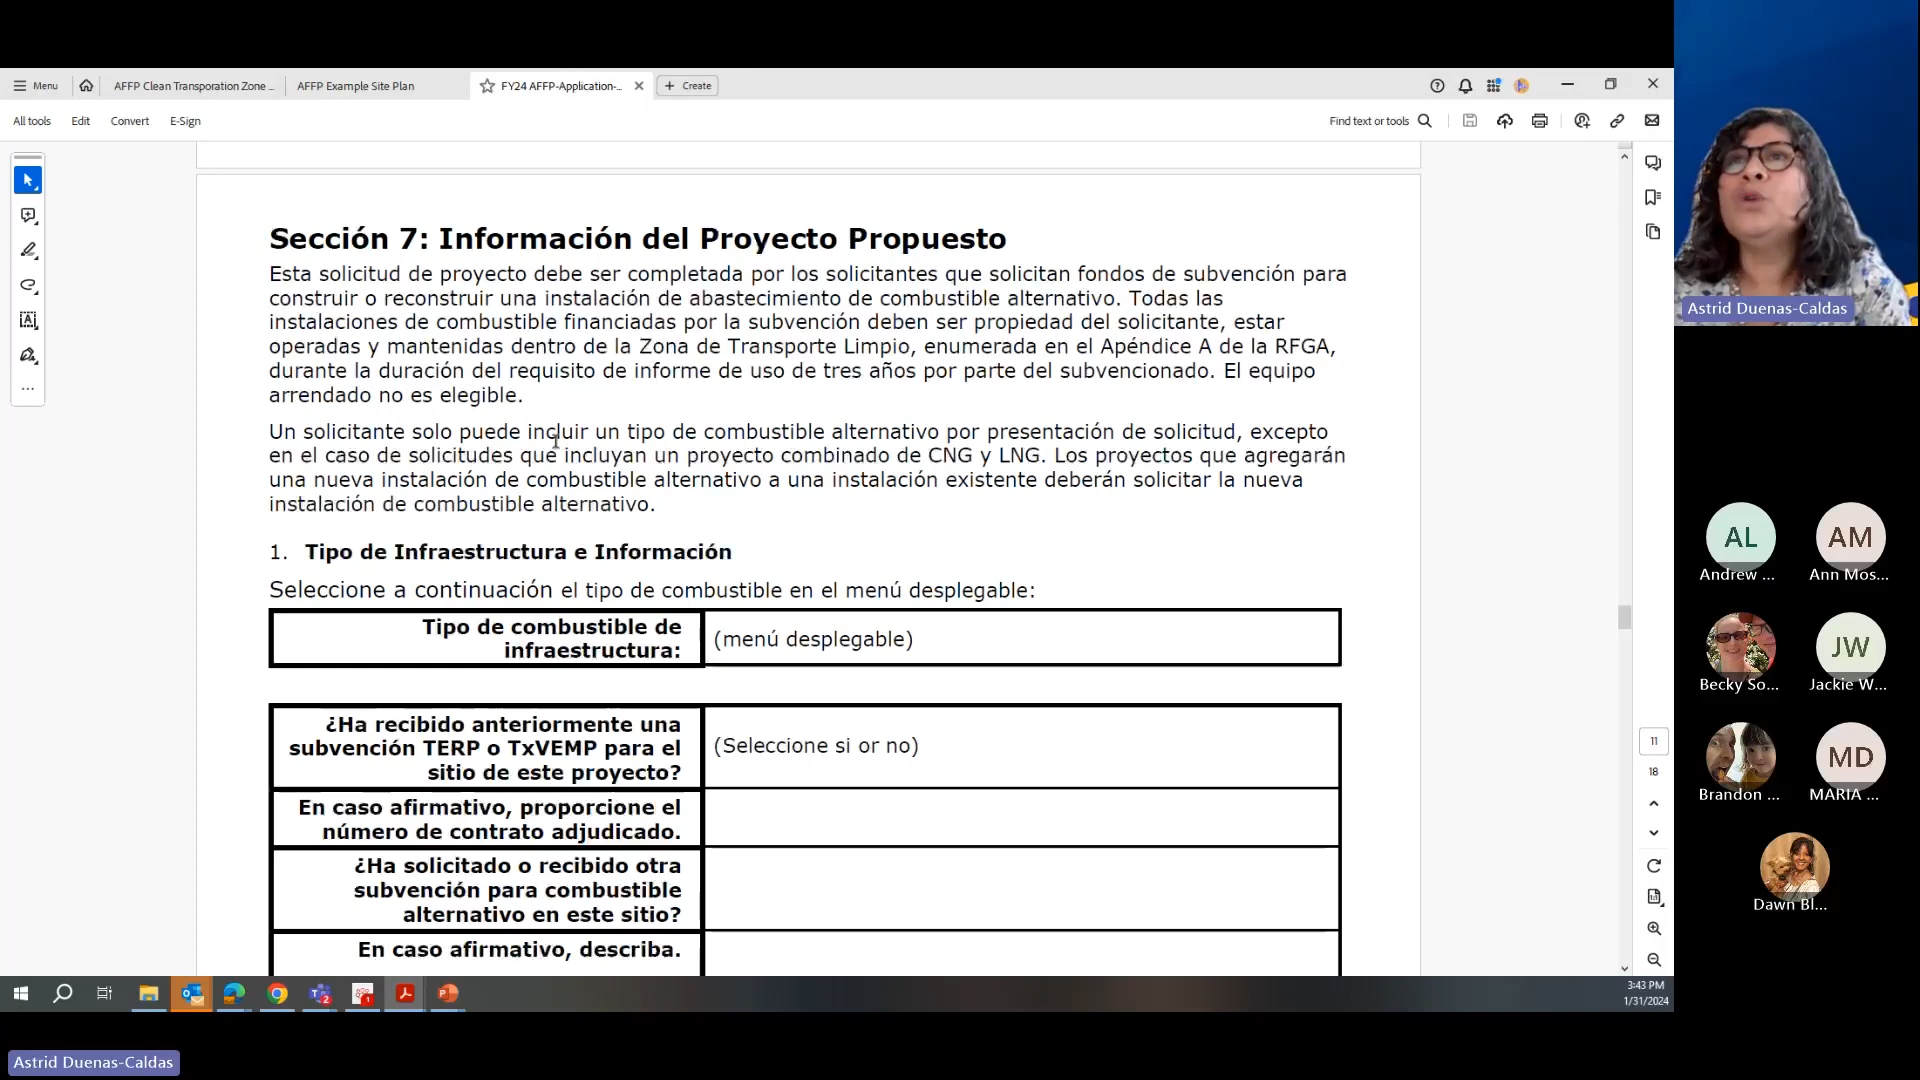 Menu
AFFP Clean Transporation Zone ...
AFFP Example Site Plan
FY24 AFFP-Application-...
Create
All tools
Edit
Convert
E-Sign
Find text or tools
Sección 7: Información del Proyecto Propuesto
Esta solicitud de proyecto debe ser completada por los solicitantes que solicitan fondos de subvención para
construir o reconstruir una instalación de abastecimiento de combustible alternativo. Todas las
instalaciones de combustible financiadas por la subvención deben ser propiedad del solicitante, estar
operadas y mantenidas dentro de la Zona de Transporte Limpio, enumerada en el Apéndice A de la RFGA,
durante la duración del requisito de informe de uso de tres años por parte del subvencionado. El equipo
arrendado no es elegible.
Un solicitante solo puede incluir un tipo de combustible alternativo por presentación de solicitud, excepto
en el caso de solicitudes que incluyan un proyecto combinado de CNG y LNG. Los proyectos que agregarán
una nueva instalación de combustible alternativo a una instalación existente deberán solicitar la nueva
instalación de combustible alternativo.
1. Tipo de Infraestructura e Información
Seleccione a continuación el tipo de combustible en el menú desplegable:
Tipo de combustible de
infraestructura:
(menú desplegable)
¿Ha recibido anteriormente una
subvención TERP o TxVEMP para el
sitio de este proyecto?
(Seleccione si or no)
En caso afirmativo, proporcione el
número de contrato adjudicado.
¿Ha solicitado o recibido otra
subvención para combustible
alternativo en este sitio?
En caso afirmativo, describa.
11
18
3:43 PM
1/31/2024
Astrid Duenas-Caldas
AL
Andrew ...
AM
Ann Mos...
Becky So...
JW
Jackie W...
Brandon ...
MD
MARIA ...
Dawn Bl...
Astrid Duenas-Caldas